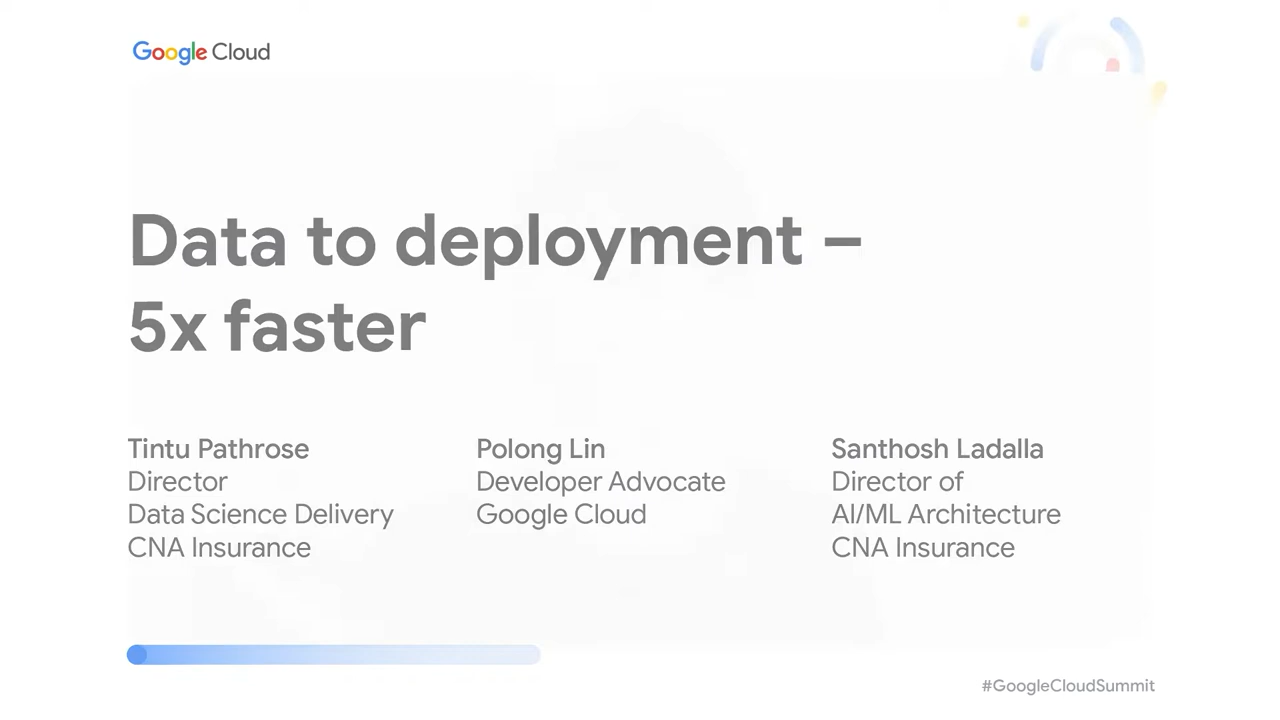 Google Cloud
Data to deployment –
5x faster
Tintu Pathrose
Director
Data Science Delivery
CNA Insurance
Polong Lin
Developer Advocate
Google Cloud
Santhosh Ladalla
Director of
AI/ML Architecture
CNA Insurance
#GoogleCloudSummit